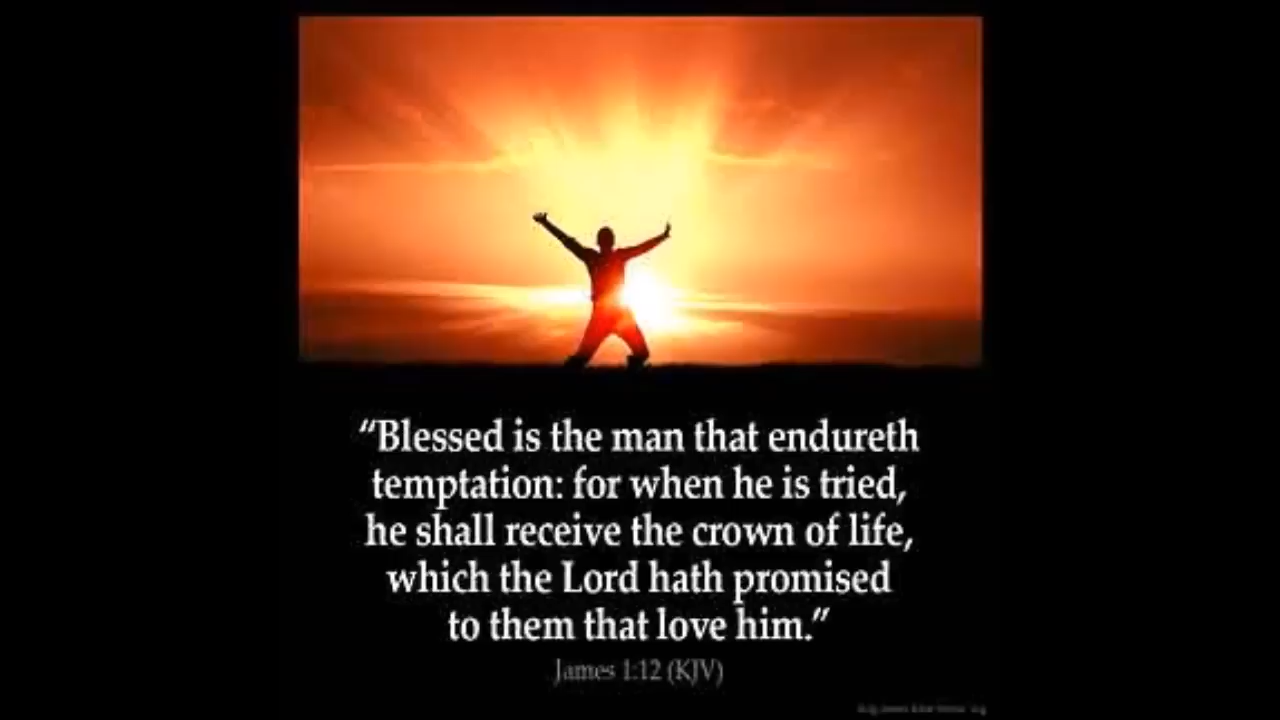 “Blessed is the man that endureth
temptation: for when he is tried,
he shall receive the crown of life,
which the Lord hath promised
to them that love him.”
James 1:12 (KJV)